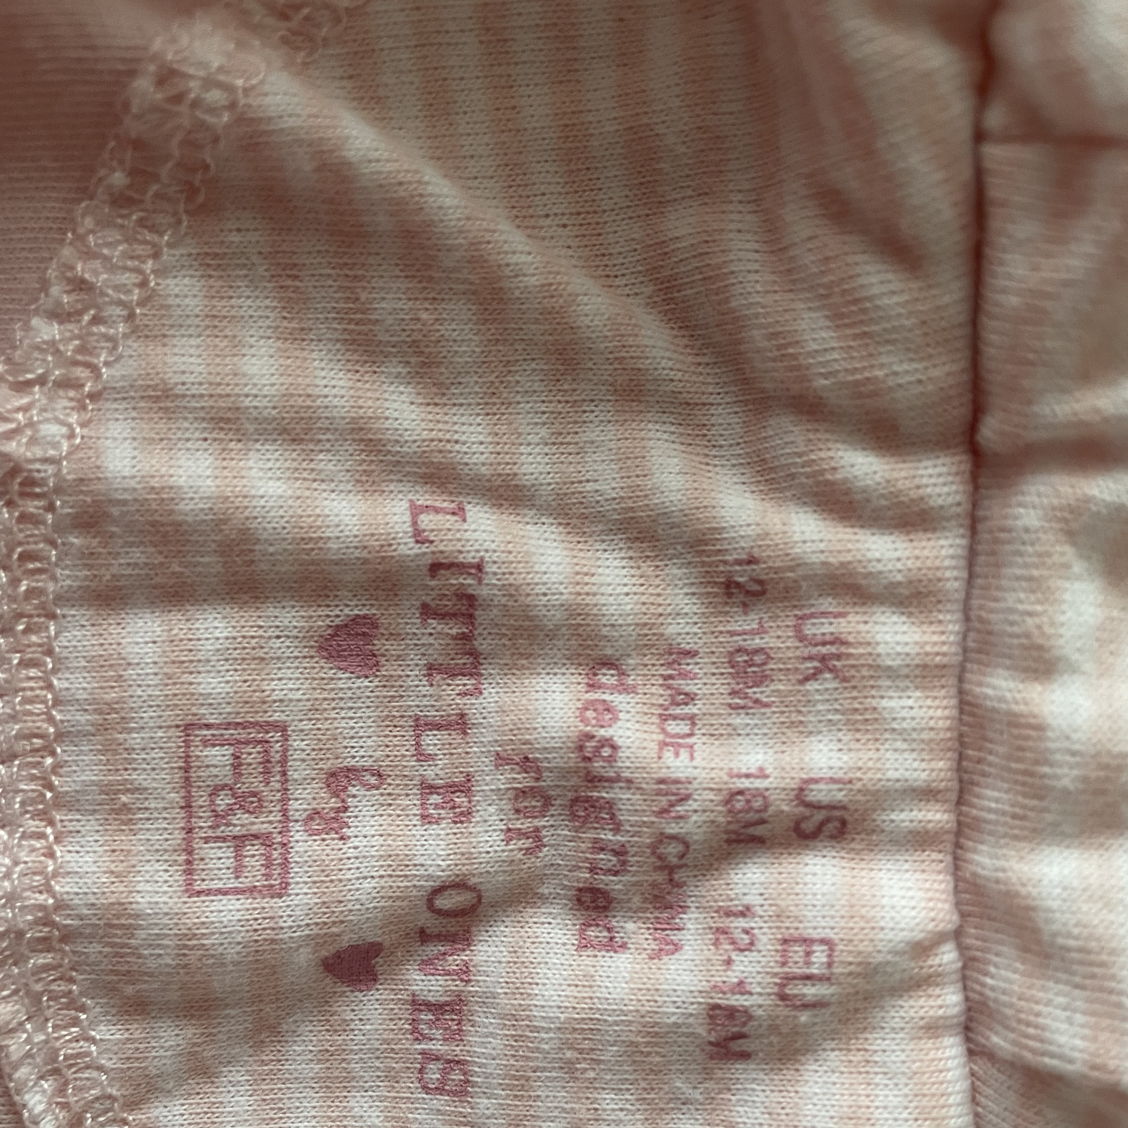 UK US EU
12-18M 18M 12-18M
MADE IN CHINA
designed
for
LITTLE ONES
by
F&F